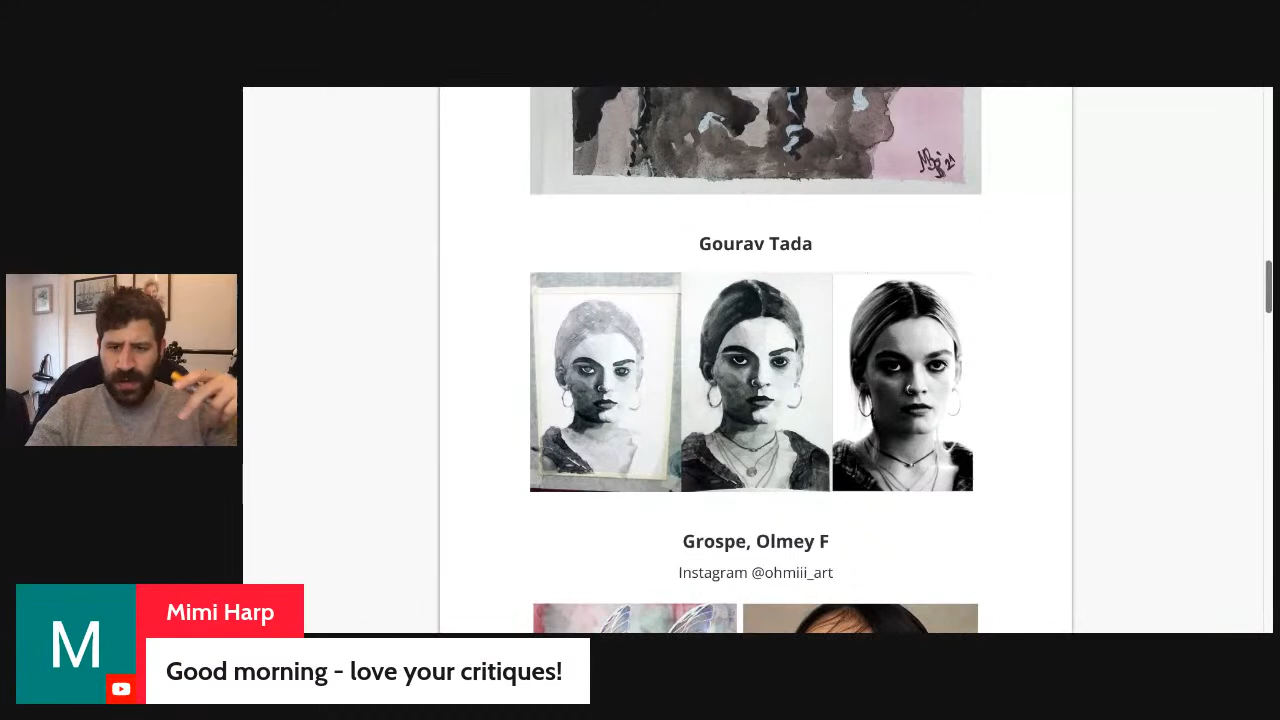 Gourav Tada
Grospe, Olmey F
Instagram @ohmiii_art
M
Mimi Harp
Good morning - love your critiques!